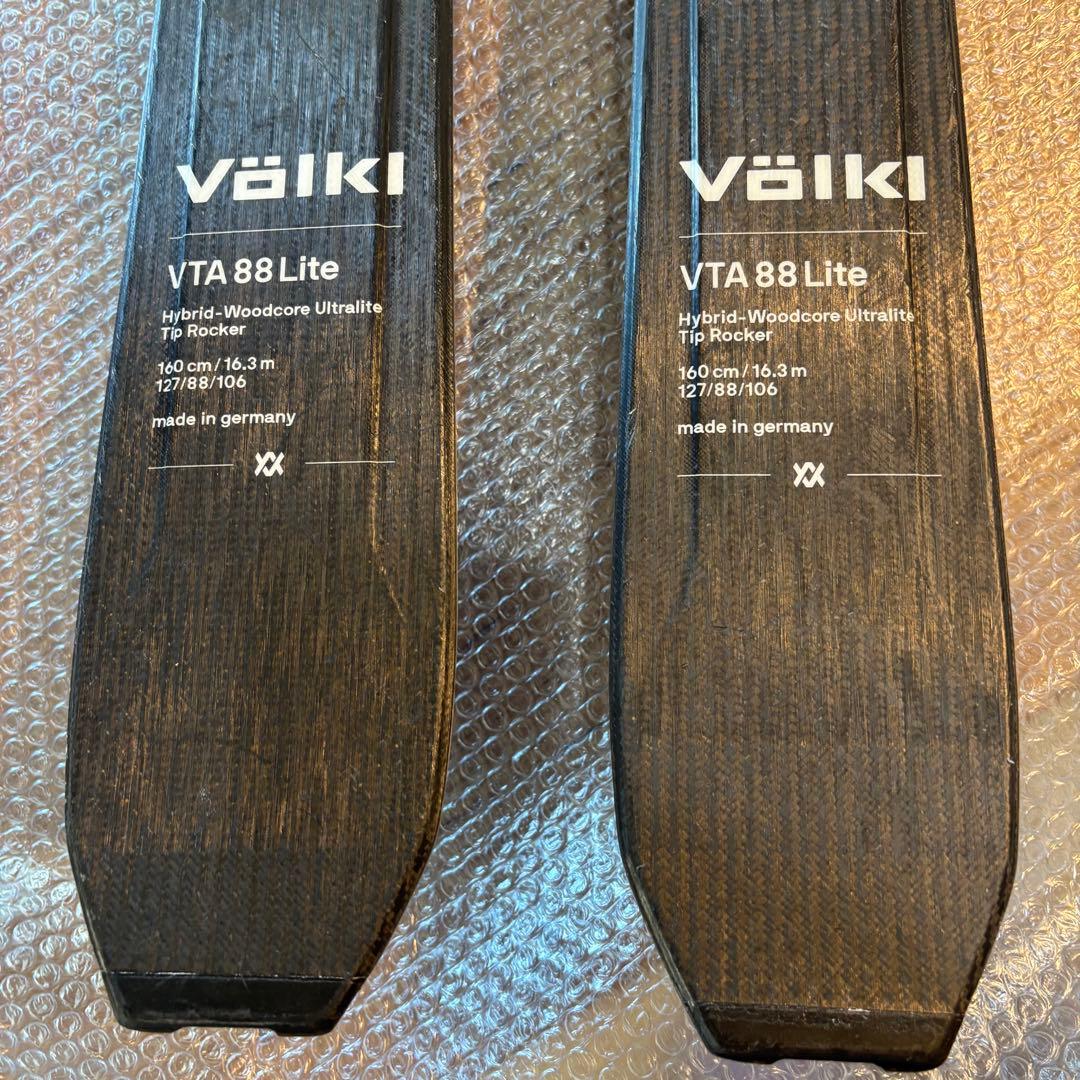 völkl
VTA 88 Lite
Hybrid-Woodcore Ultralite
Tip Rocker
160 cm / 16.3 m
127/88/106
made in germany
völkl
VTA 88 Lite
Hybrid-Woodcore Ultralite
Tip Rocker
160 cm / 16.3 m
127/88/106
made in germany